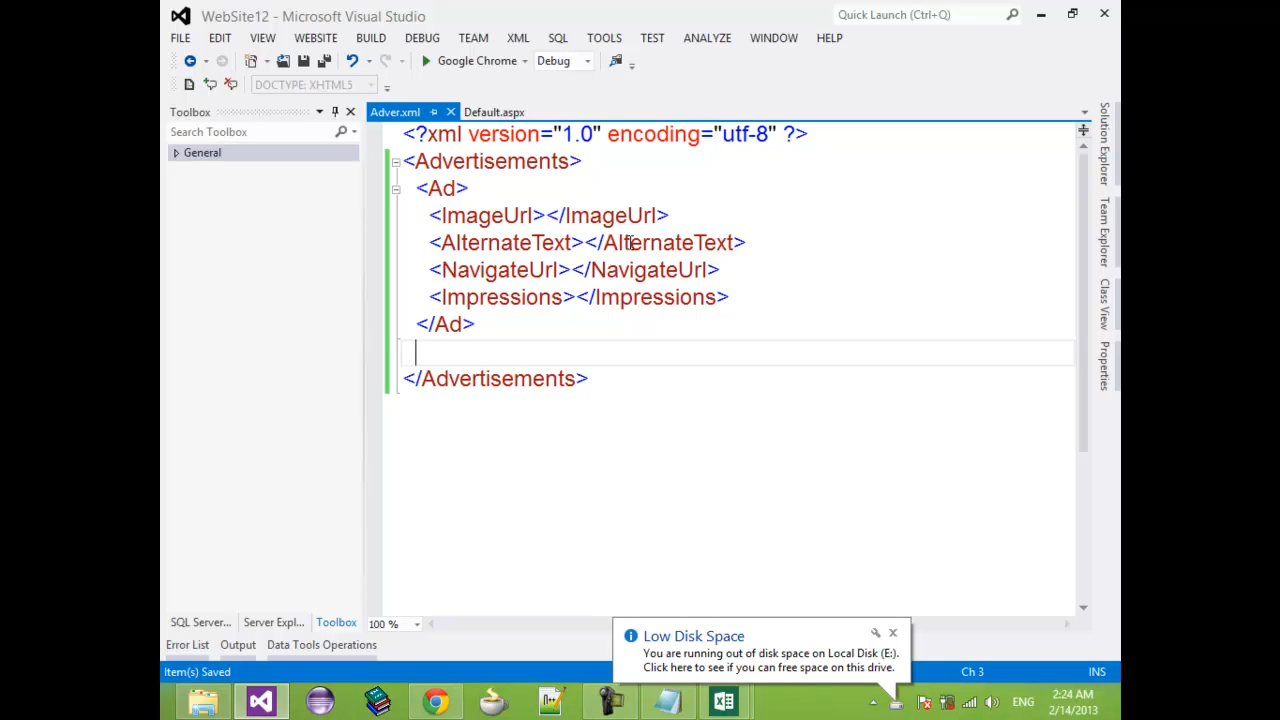 WebSite12 - Microsoft Visual Studio
Quick Launch (Ctrl+Q)
FILE EDIT VIEW WEBSITE BUILD DEBUG TEAM XML SQL TOOLS TEST ANALYZE WINDOW HELP
Google Chrome Debug
DOCTYPE: XHTML5
Toolbox
Adver.xml Default.aspx
Search Toolbox
General
<?xml version="1.0" encoding="utf-8" ?>
<Advertisements>
<Ad>
<ImageUrl></ImageUrl>
<AlternateText></AlternateText>
<NavigateUrl></NavigateUrl>
<Impressions></Impressions>
</Ad>
</Advertisements>
Solution Explorer
Team Explorer
Class View
Properties
SQL Server... Server Expl... Toolbox
100 %
Error List Output Data Tools Operations
Low Disk Space
You are running out of disk space on Local Disk (E:).
Click here to see if you can free space on this drive.
Item(s) Saved
Ch 3
INS
ENG
2:24 AM
2/14/2013